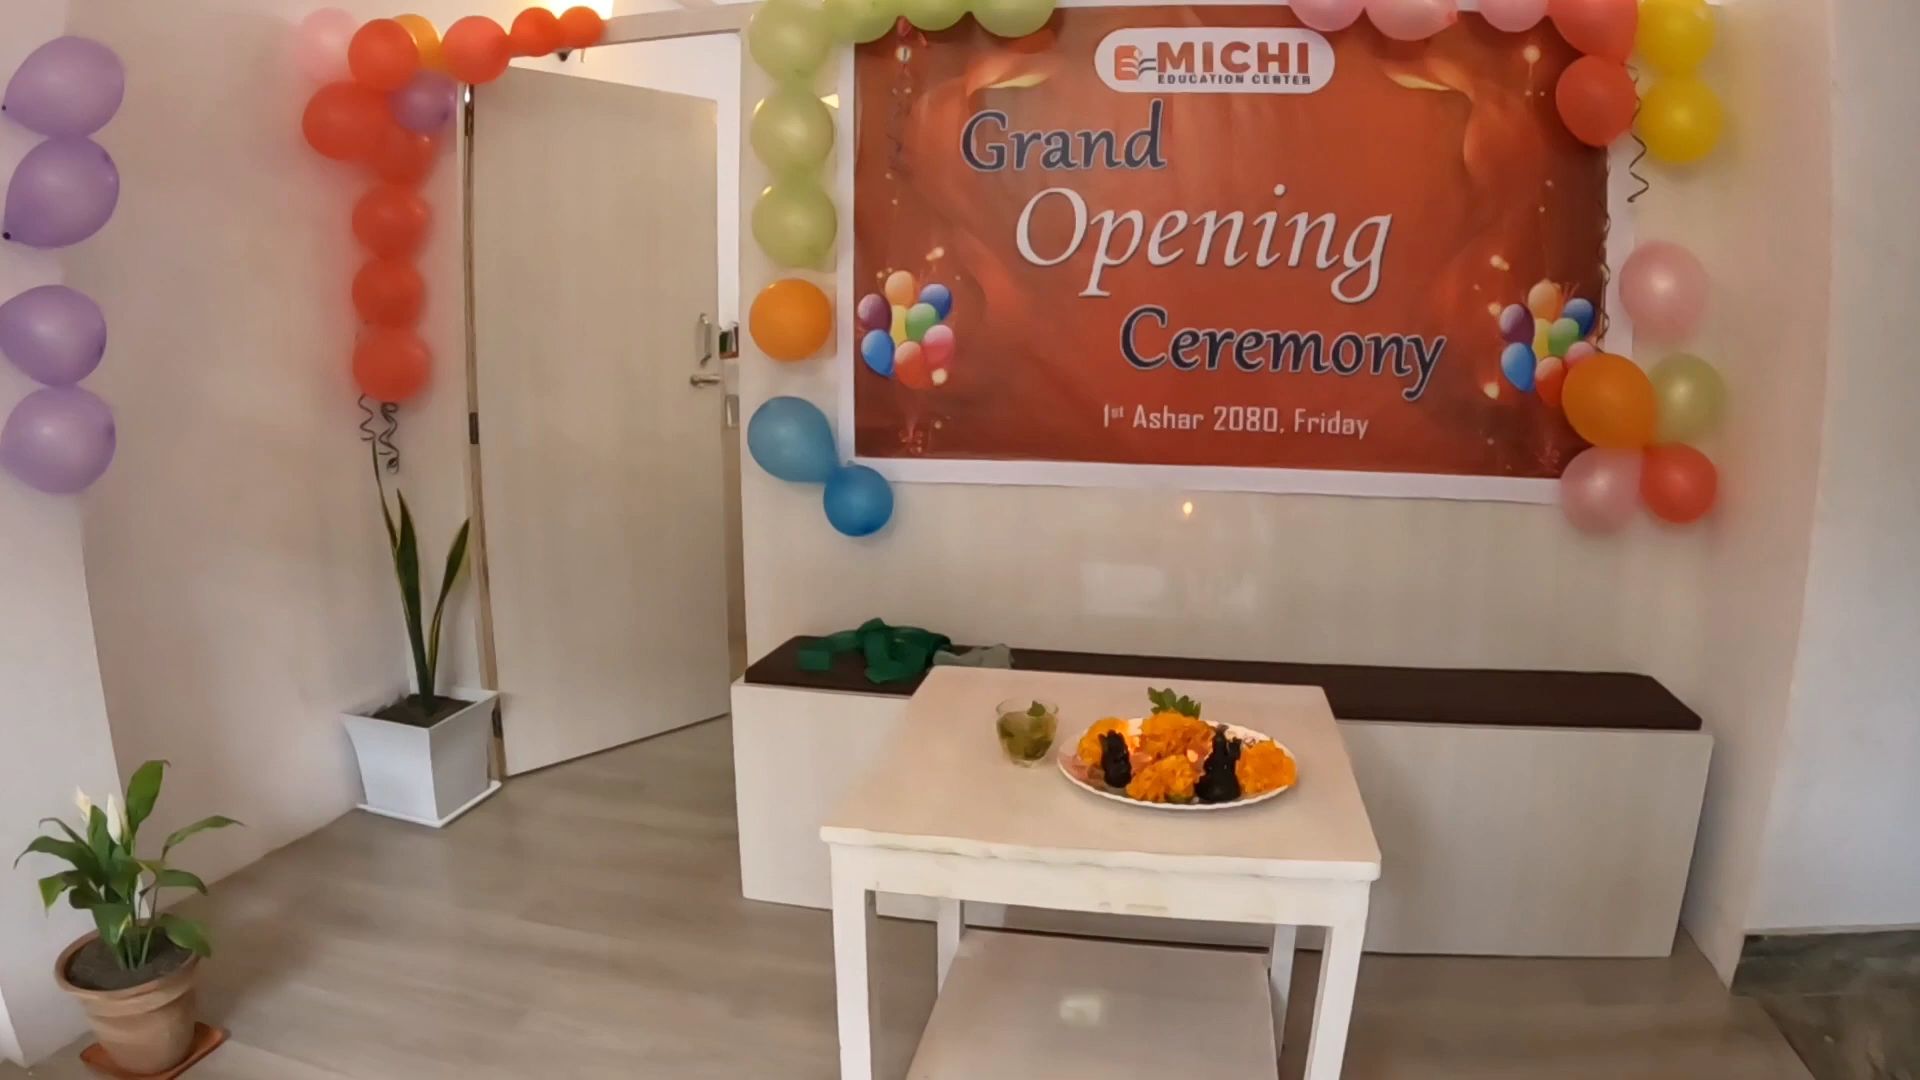 MICHI
EDUCATION CENTER
Grand
Opening
Ceremony
1st Ashar 2080, Friday